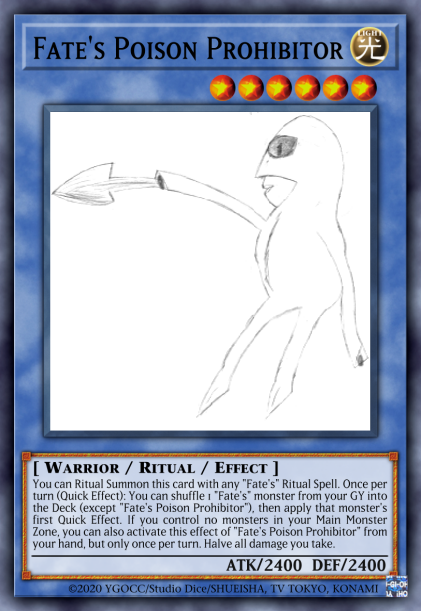 FATE'S POISON PROHIBITOR
LIGHT
光
[ WARRIOR / RITUAL / EFFECT ]
You can Ritual Summon this card with any "Fate's" Ritual Spell. Once per
turn (Quick Effect): You can shuffle 1 "Fate's" monster from your GY into
the Deck (except "Fate's Poison Prohibitor"), then apply that monster's
first Quick Effect. If you control no monsters in your Main Monster
Zone, you can also activate this effect of "Fate's Poison Prohibitor" from
your hand, but only once per turn. Halve all damage you take.
ATK/2400 DEF/2400
©2020 YGOCC/Studio Dice/SHUEISHA, TV TOKYO, KONAMI